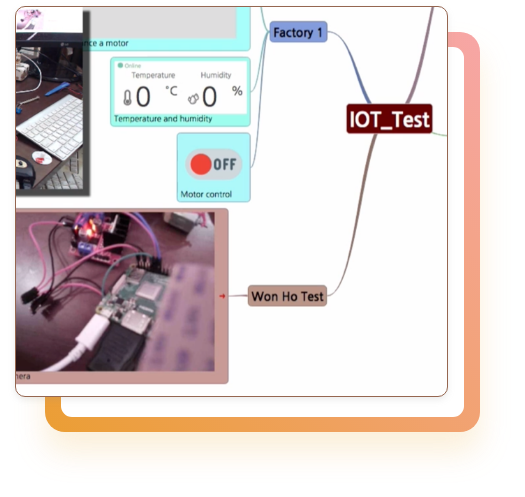 nce a motor
Factory 1
Online
Temperature
Humidity
0 °C
0 %
Temperature and humidity
IOT_Test
OFF
Motor control
Won Ho Test
nera